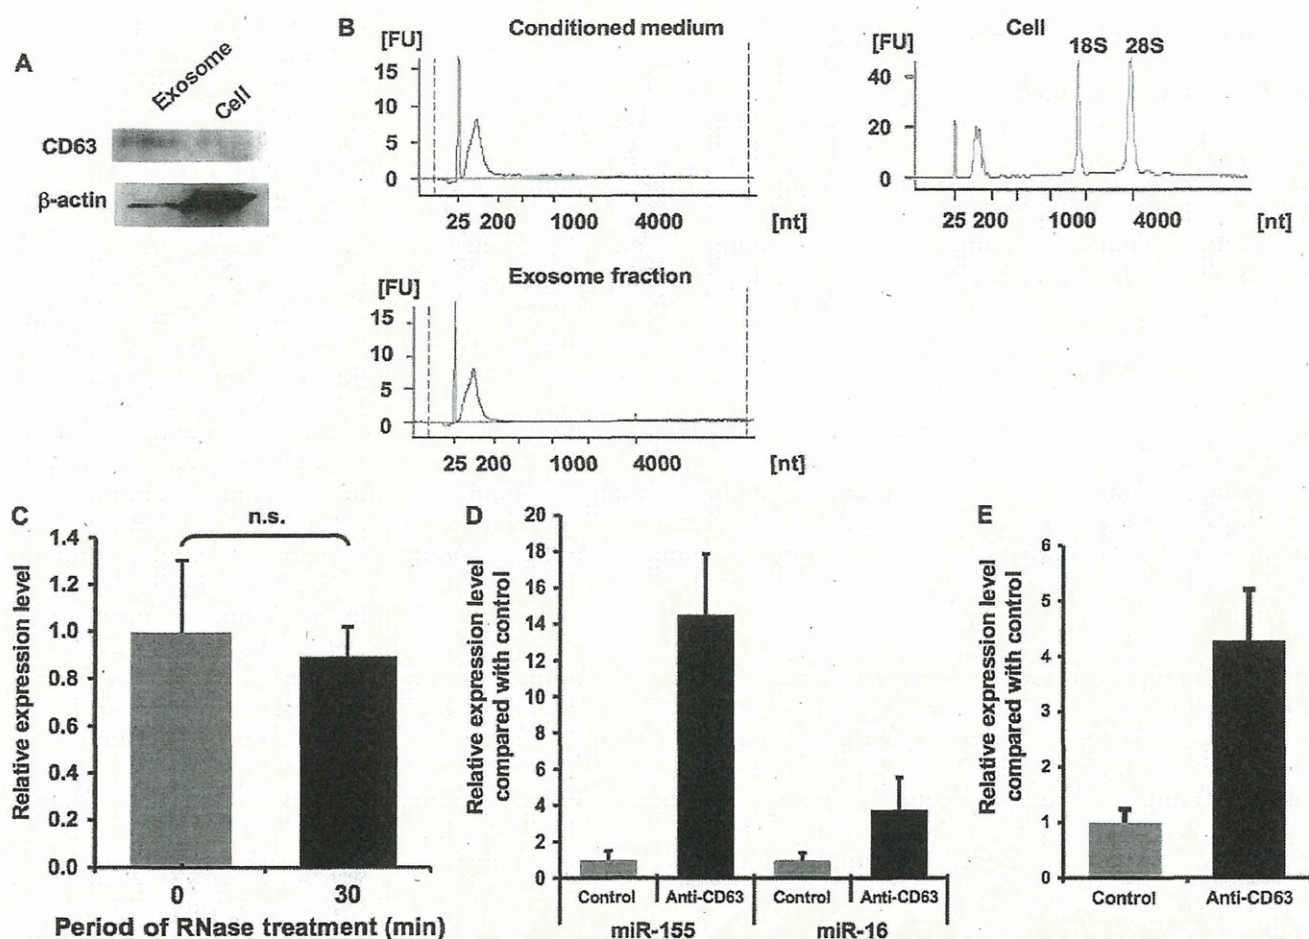 A
Exosome
Cell
CD63
β-actin
B
Conditioned medium
[FU]
15
10
5
0
25 200 1000 4000 [nt]
Cell
[FU]
18S 28S
40
20
0
25 200 1000 4000 [nt]
Exosome fraction
[FU]
15
10
5
0
25 200 1000 4000 [nt]
C
n.s.
Relative expression level
1.4
1.2
1.0
0.8
0.6
0.4
0.2
0.0
0 30
Period of RNase treatment (min)
D
Relative expression level
compared with control
20
18
16
14
12
10
8
6
4
2
0
Control Anti-CD63 Control Anti-CD63
miR-155 miR-16
E
Relative expression level
compared with control
6
5
4
3
2
1
0
Control Anti-CD63